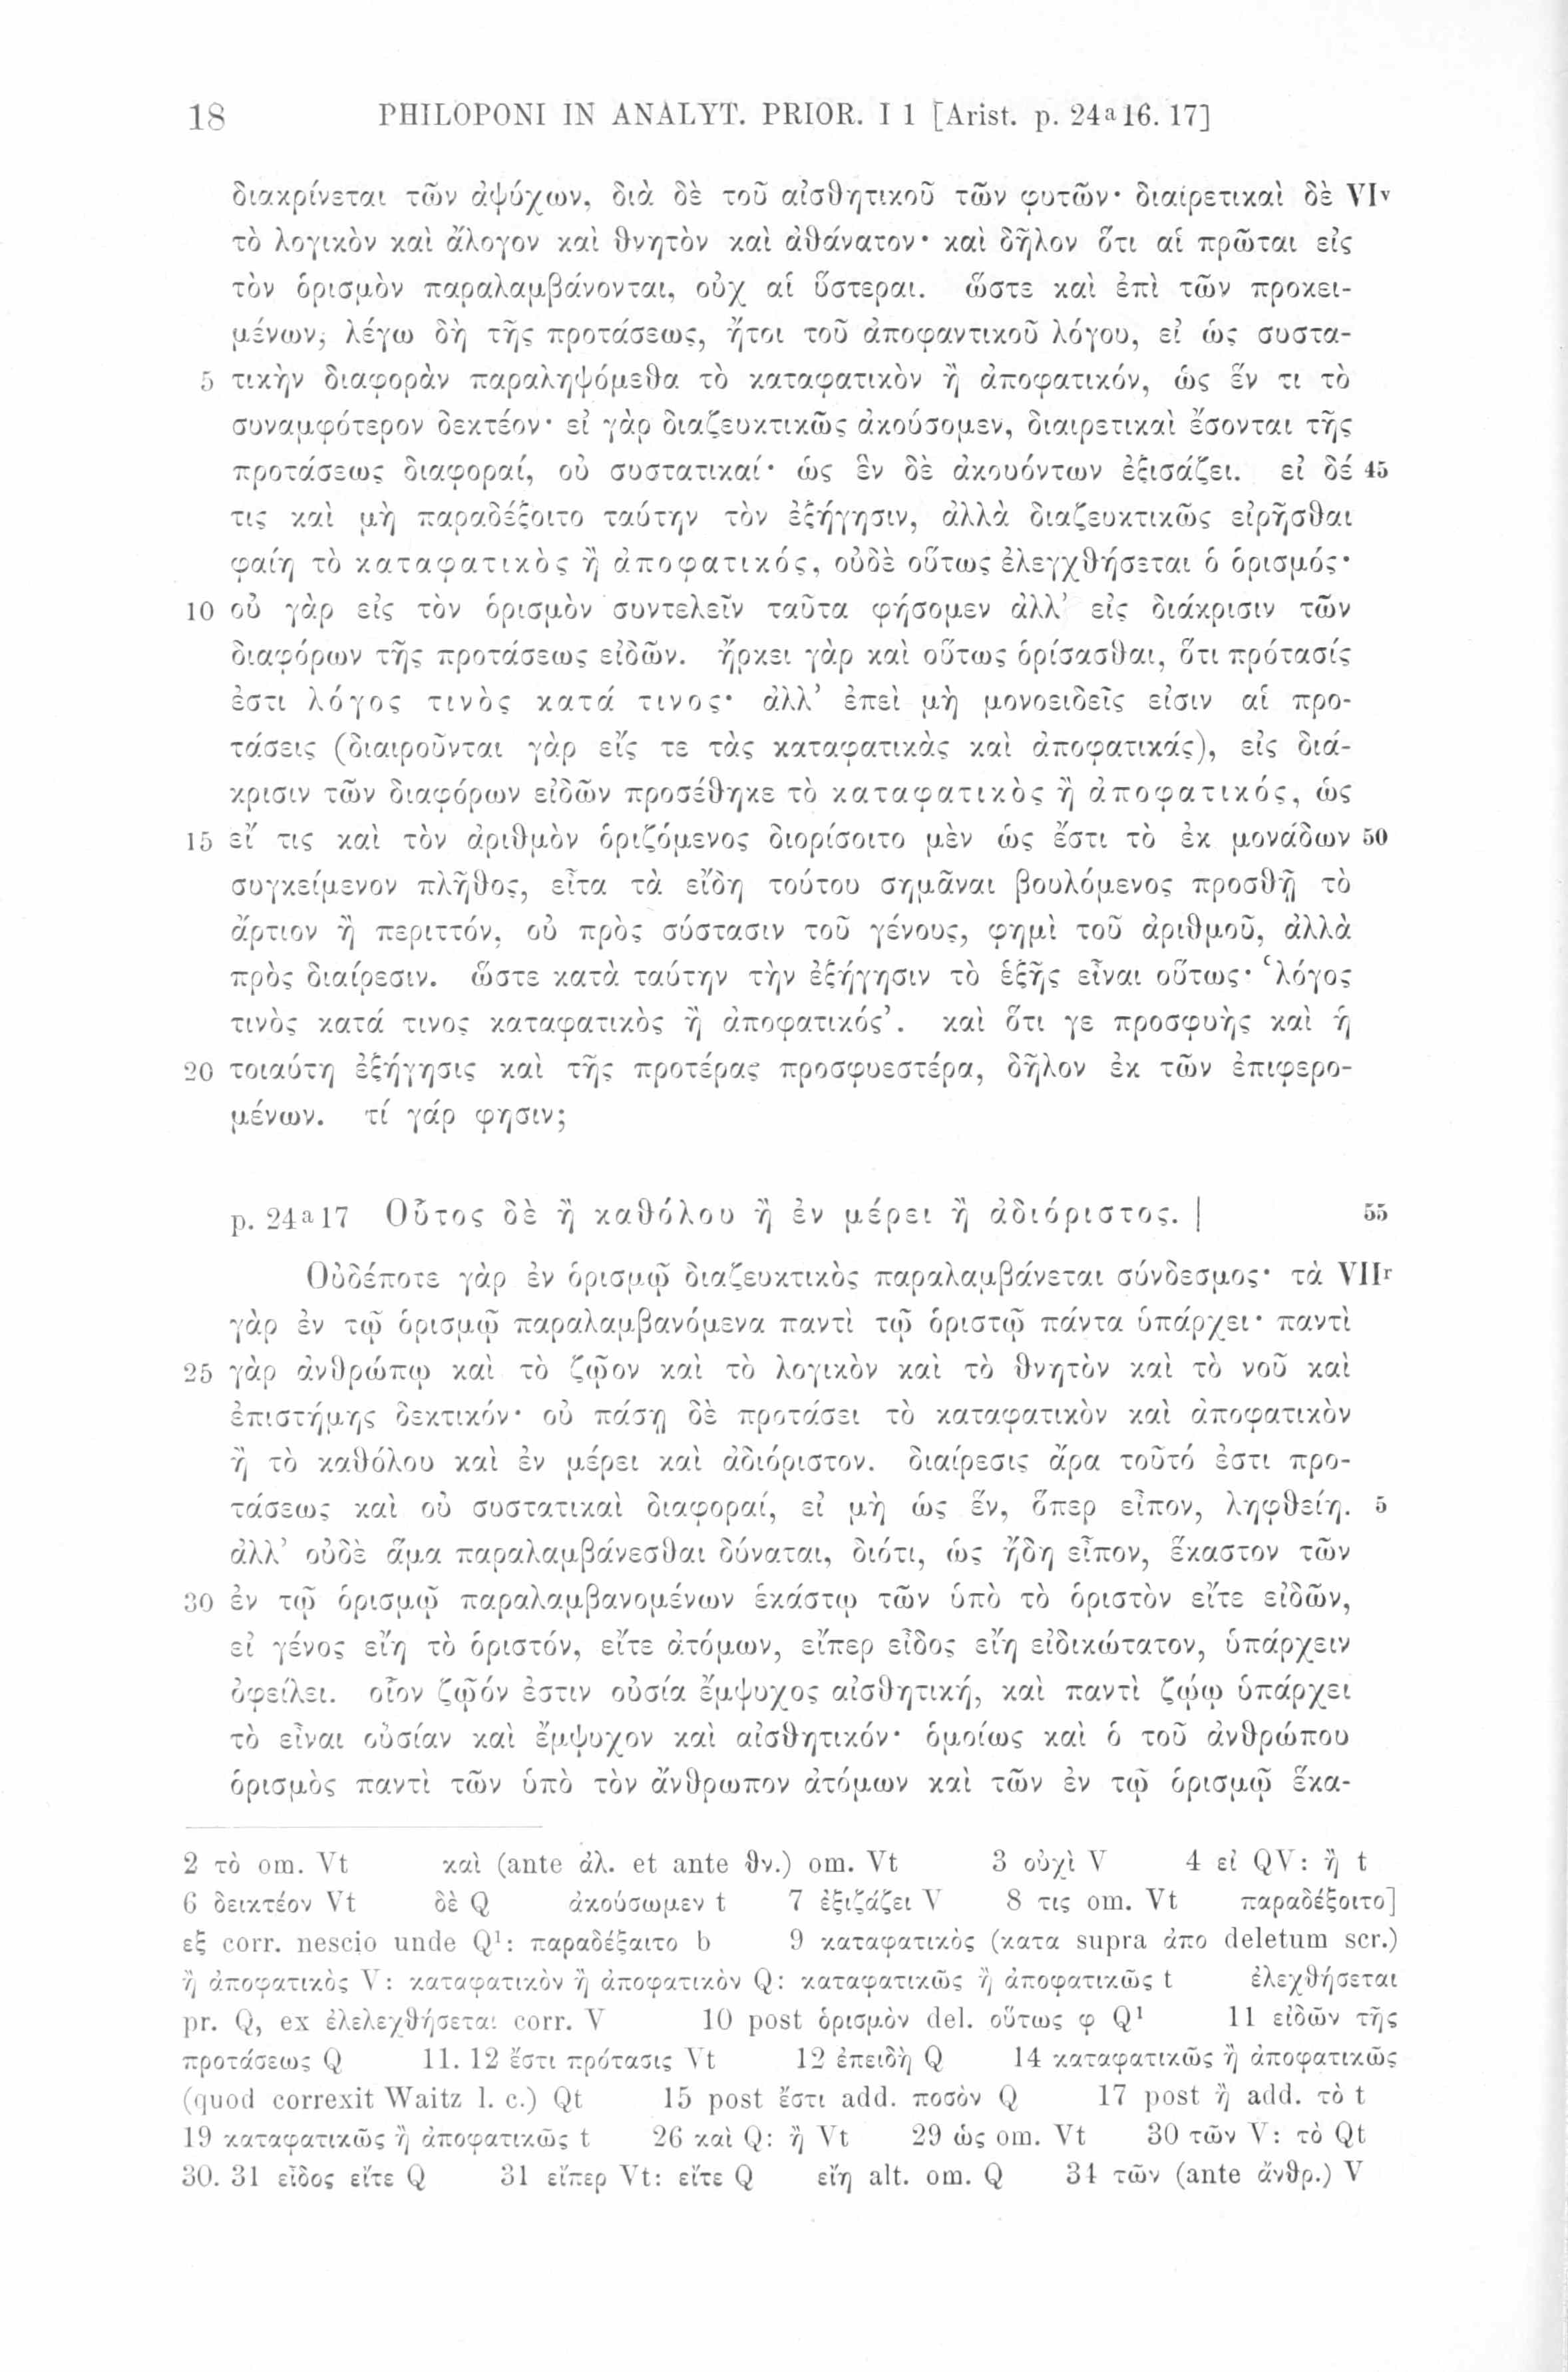 18 PHILOPONI IN ANALYT. PRIOR. I 1 [Arist. p. 24a16. 17]
διακρίνεται τῶν ἀψύχων, διὰ δὲ τοῦ αἰσθητικοῦ τῶν φυτῶν· διαιρετικαὶ δὲ VIv
τὸ λογικὸν καὶ ἄλογον καὶ θνητὸν καὶ ἀθάνατον· καὶ δῆλον ὅτι αἱ πρῶται εἰς
τὸν ὁρισμὸν παραλαμβάνονται, οὐχ αἱ ὕστεραι. ὥστε καὶ ἐπὶ τῶν προκει-
μένων, λέγω δὴ τῆς προτάσεως, ἤτοι τοῦ ἀποφαντικοῦ λόγου, εἰ ὡς συστα-
5 τικὴν διαφορὰν παραληψόμεθα τὸ καταφατικὸν ἢ ἀποφατικόν, ὡς ἕν τι τὸ
συναμφότερον δεκτέον· εἰ γὰρ διαζευκτικῶς ἀκούσομεν, διαιρετικαὶ ἔσονται τῆς
προτάσεως διαφοραί, οὐ συστατικαί· ὡς ἓν δὲ ἀκουόντων ἐξισάζει. εἰ δέ 45
τις καὶ μὴ παραδέξοιτο ταύτην τὸν ἐξήγησιν, ἀλλὰ διαζευκτικῶς εἰρῆσθαι
φαίη τὸ καταφατικὸς ἢ ἀποφατικός, οὐδὲ οὕτως ἐλεγχθήσεται ὁ ὁρισμός·
10 οὐ γὰρ εἰς τὸν ὁρισμὸν συντελεῖν ταῦτα φήσομεν ἀλλ’ εἰς διάκρισιν τῶν
διαφόρων τῆς προτάσεως εἰδῶν. ἤρκει γὰρ καὶ οὕτως ὁρίσασθαι, ὅτι πρότασίς
ἐστι λόγος τινὸς κατά τινος· ἀλλ’ ἐπεὶ μὴ μονοειδεῖς εἰσιν αἱ προ-
τάσεις (διαιροῦνται γὰρ εἴς τε τὰς καταφατικὰς καὶ ἀποφατικάς), εἰς διά-
κρισιν τῶν διαφόρων εἰδῶν προσέθηκε τὸ καταφατικὸς ἢ ἀποφατικός, ὡς
15 εἴ τις καὶ τὸν ἀριθμὸν ὁριζόμενος διορίσοιτο μὲν ὡς ἔστι τὸ ἐκ μονάδων 50
συγκείμενον πλῆθος, εἶτα τὰ εἴδη τούτου σημᾶναι βουλόμενος προσθῇ τὸ
ἄρτιον ἢ περιττόν, οὐ πρὸς σύστασιν τοῦ γένους, φημὶ τοῦ ἀριθμοῦ, ἀλλὰ
πρὸς διαίρεσιν. ὥστε κατὰ ταύτην τὴν ἐξήγησιν τὸ ἑξῆς εἶναι οὕτως· ‘λόγος
τινὸς κατά τινος καταφατικὸς ἢ ἀποφατικός’. καὶ ὅτι γε προσφυὴς καὶ ἡ
20 τοιαύτη ἐξήγησις καὶ τῆς προτέρας προσφυεστέρα, δῆλον ἐκ τῶν ἐπιφερο-
μένων. τί γάρ φησιν;
p. 24a17 Οὗτος δὲ ἢ καθόλου ἢ ἐν μέρει ἢ ἀδιόριστος. | 55
Οὐδέποτε γὰρ ἐν ὁρισμῷ διαζευκτικὸς παραλαμβάνεται σύνδεσμος· τὰ VIIr
γὰρ ἐν τῷ ὁρισμῷ παραλαμβανόμενα παντὶ τῷ ὁριστῷ πάντα ὑπάρχει· παντὶ
25 γὰρ ἀνθρώπῳ καὶ τὸ ζῷον καὶ τὸ λογικὸν καὶ τὸ θνητὸν καὶ τὸ νοῦ καὶ
ἐπιστήμης δεκτικόν· οὐ πάσῃ δὲ προτάσει τὸ καταφατικὸν καὶ ἀποφατικὸν
ἢ τὸ καθόλου καὶ ἐν μέρει καὶ ἀδιόριστον. διαίρεσις ἄρα τοῦτό ἐστι προ-
τάσεως καὶ οὐ συστατικαὶ διαφοραί, εἰ μὴ ὡς ἕν, ὅπερ εἶπον, ληφθείη. 5
ἀλλ’ οὐδὲ ἅμα παραλαμβάνεσθαι δύναται, διότι, ὡς ἤδη εἶπον, ἕκαστον τῶν
30 ἐν τῷ ὁρισμῷ παραλαμβανομένων ἑκάστῳ τῶν ὑπὸ τὸ ὁριστὸν εἴτε εἰδῶν,
εἰ γένος εἴη τὸ ὁριστόν, εἴτε ἀτόμων, εἴπερ εἶδος εἴη εἰδικώτατον, ὑπάρχειν
ὀφείλει. οἷον ζῷόν ἐστιν οὐσία ἔμψυχος αἰσθητική, καὶ παντὶ ζῴῳ ὑπάρχει
τὸ εἶναι οὐσίαν καὶ ἔμψυχον καὶ αἰσθητικόν· ὁμοίως καὶ ὁ τοῦ ἀνθρώπου
ὁρισμὸς παντὶ τῶν ὑπὸ τὸν ἄνθρωπον ἀτόμων καὶ τῶν ἐν τῷ ὁρισμῷ ἕκα-
2 τὸ om. Vt καὶ (ante ἀλ. et ante θν.) om. Vt 3 οὐχὶ V 4 εἰ QV: ἢ t
6 δεικτέον Vt δὲ Q ἀκούσωμεν t 7 ἐξιζάζει V 8 τις om. Vt παραδέξοιτο]
εξ corr. nescio unde Q1: παραδέξαιτο b 9 καταφατικὸς (κατα supra ἀπο deletum scr.)
ἢ ἀποφατικὸς V: καταφατικὸν ἢ ἀποφατικὸν Q: καταφατικῶς ἢ ἀποφατικῶς t ἐλεχθήσεται
pr. Q, ex ἐλελεχθήσεται corr. V 10 post ὁρισμὸν del. οὕτως φ Q1 11 εἰδῶν τῆς
προτάσεως Q 11. 12 ἔστι πρότασις Vt 12 ἐπειδὴ Q 14 καταφατικῶς ἢ ἀποφατικῶς
(quod correxit Waitz l. c.) Qt 15 post ἔστι add. ποσὸν Q 17 post ἢ add. τὸ t
19 καταφατικῶς ἢ ἀποφατικῶς t 26 καὶ Q: ἢ Vt 29 ὡς om. Vt 30 τῶν V: τὸ Qt
30. 31 εἶδος εἴτε Q 31 εἴπερ Vt: εἴτε Q εἴη alt. om. Q 34 τῶν (ante ἄνθρ.) V